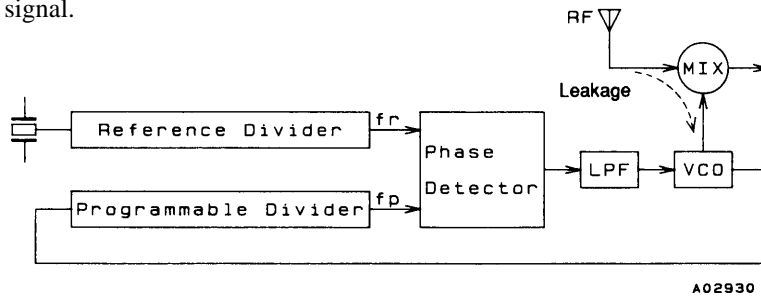 signal.
RF
MIX
Leakage
Reference Divider
fr
Phase
Detector
LPF
VCO
Programmable Divider
fp
A02930